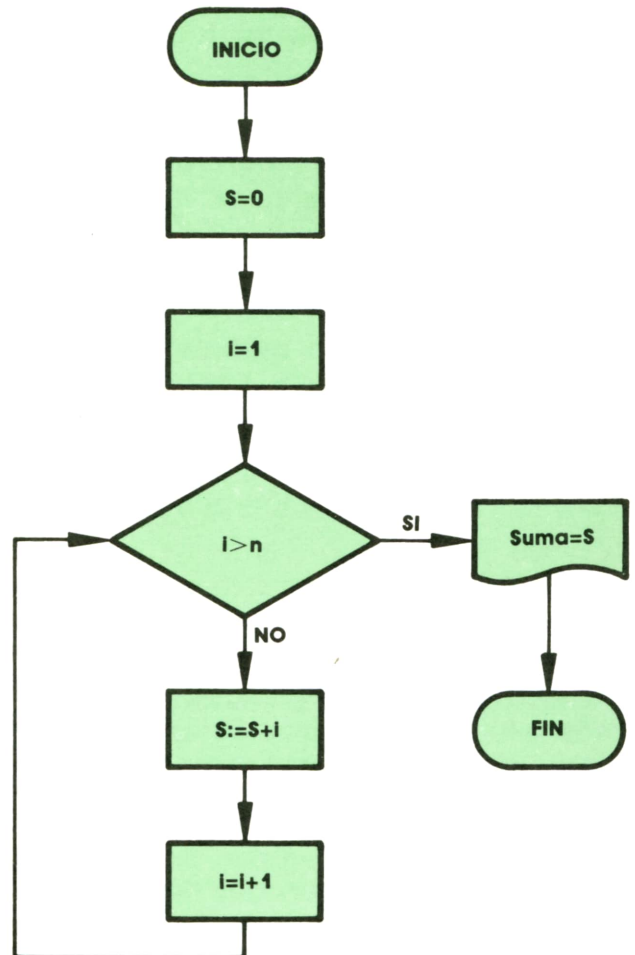 INICIO
S=0
i=1
i>n
SI
Suma=S
NO
S:=S+i
FIN
i=i+1